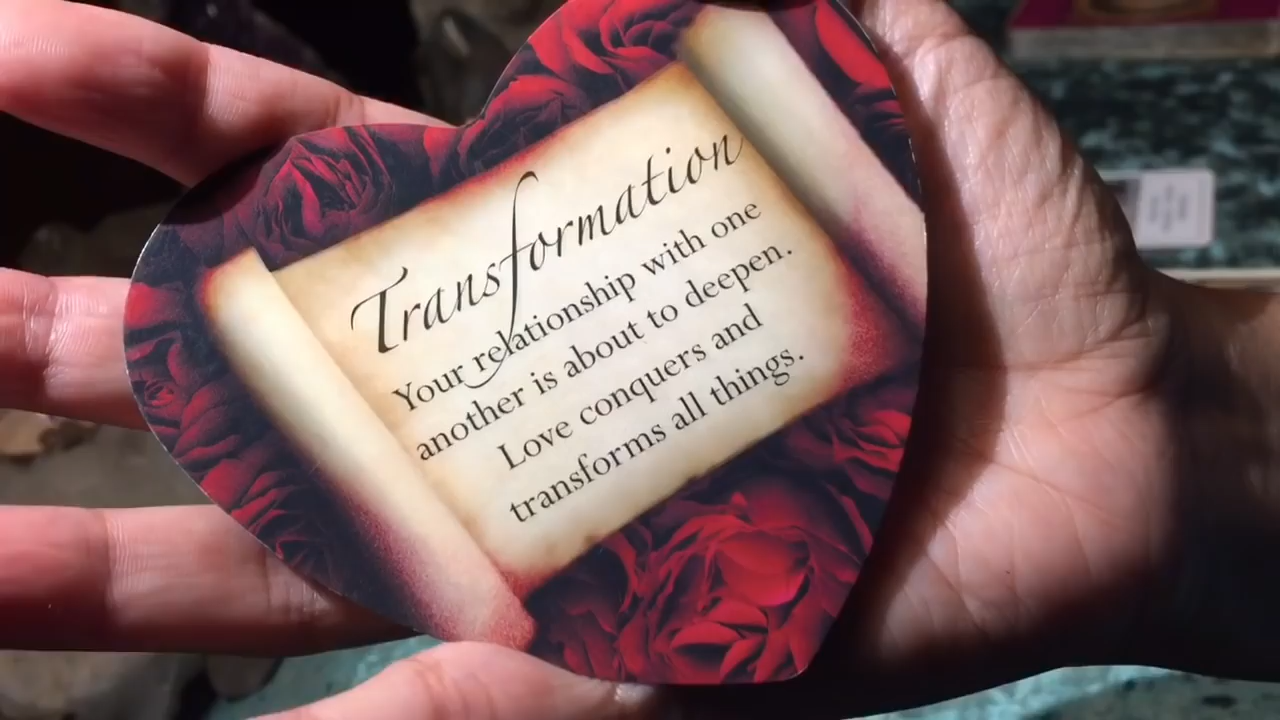 Transformation
Your relationship with one
another is about to deepen.
Love conquers and
transforms all things.